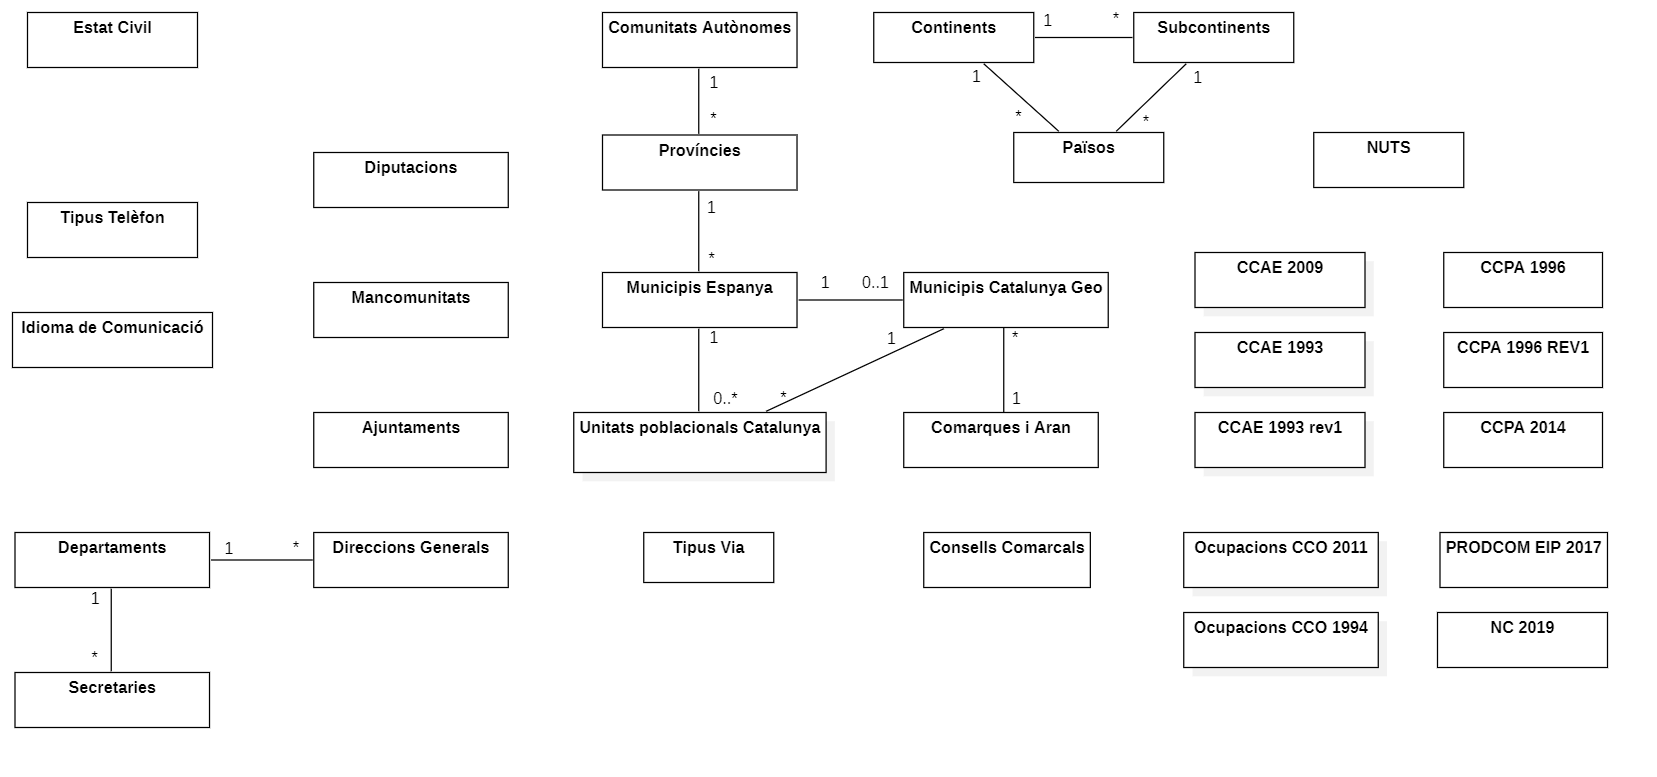 Estat Civil
Comunitats Autònomes
Continents
1
*
Subcontinents
1
*
1
*
1
*
Províncies
Països
NUTS
Diputacions
Tipus Telèfon
1
*
Municipis Espanya
1
0..1
Municipis Catalunya Geo
CCAE 2009
CCPA 1996
Mancomunitats
Idioma de Comunicació
1
0..*
1
*
*
1
CCAE 1993
CCPA 1996 REV1
Ajuntaments
Unitats poblacionals Catalunya
Comarques i Aran
CCAE 1993 rev1
CCPA 2014
Departaments
1
*
Direccions Generals
Tipus Via
Consells Comarcals
Ocupacions CCO 2011
PRODCOM EIP 2017
1
*
Ocupacions CCO 1994
NC 2019
Secretaries